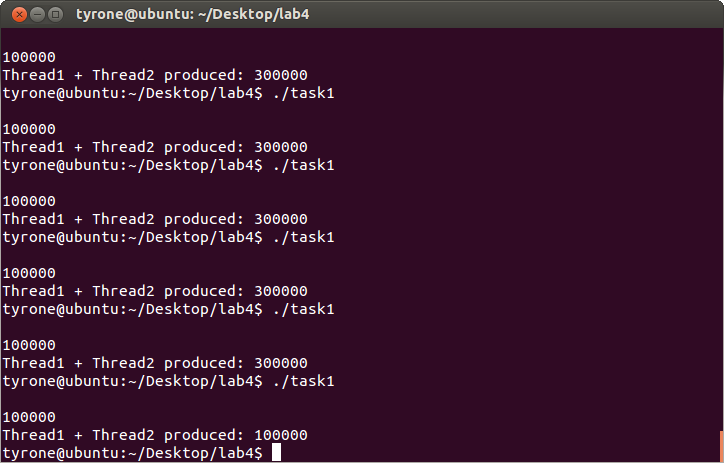 tyrone@ubuntu: ~/Desktop/lab4
100000
Thread1 + Thread2 produced: 300000
tyrone@ubuntu:~/Desktop/lab4$ ./task1
100000
Thread1 + Thread2 produced: 300000
tyrone@ubuntu:~/Desktop/lab4$ ./task1
100000
Thread1 + Thread2 produced: 300000
tyrone@ubuntu:~/Desktop/lab4$ ./task1
100000
Thread1 + Thread2 produced: 300000
tyrone@ubuntu:~/Desktop/lab4$ ./task1
100000
Thread1 + Thread2 produced: 300000
tyrone@ubuntu:~/Desktop/lab4$ ./task1
100000
Thread1 + Thread2 produced: 100000
tyrone@ubuntu:~/Desktop/lab4$